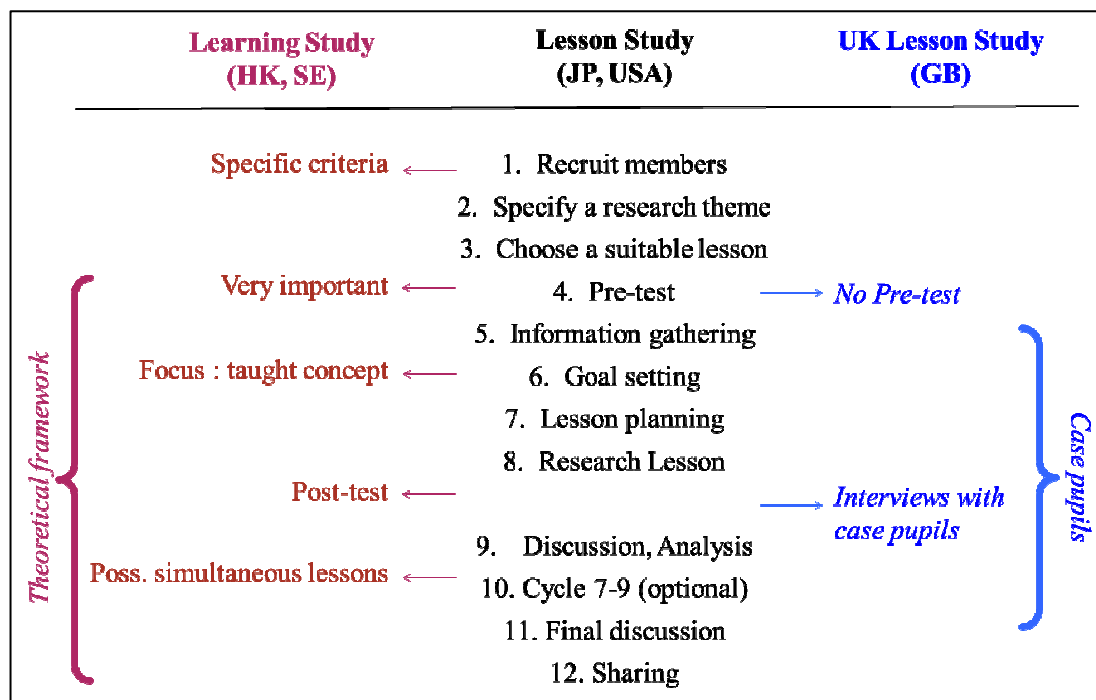 Learning Study
(HK, SE)
Lesson Study
(JP, USA)
UK Lesson Study
(GB)
Specific criteria
1. Recruit members
2. Specify a research theme
3. Choose a suitable lesson
Very important
4. Pre-test
No Pre-test
5. Information gathering
Focus : taught concept
6. Goal setting
7. Lesson planning
8. Research Lesson
Post-test
Interviews with
case pupils
9. Discussion, Analysis
Poss. simultaneous lessons
10. Cycle 7-9 (optional)
11. Final discussion
12. Sharing
Theoretical framework
Case pupils